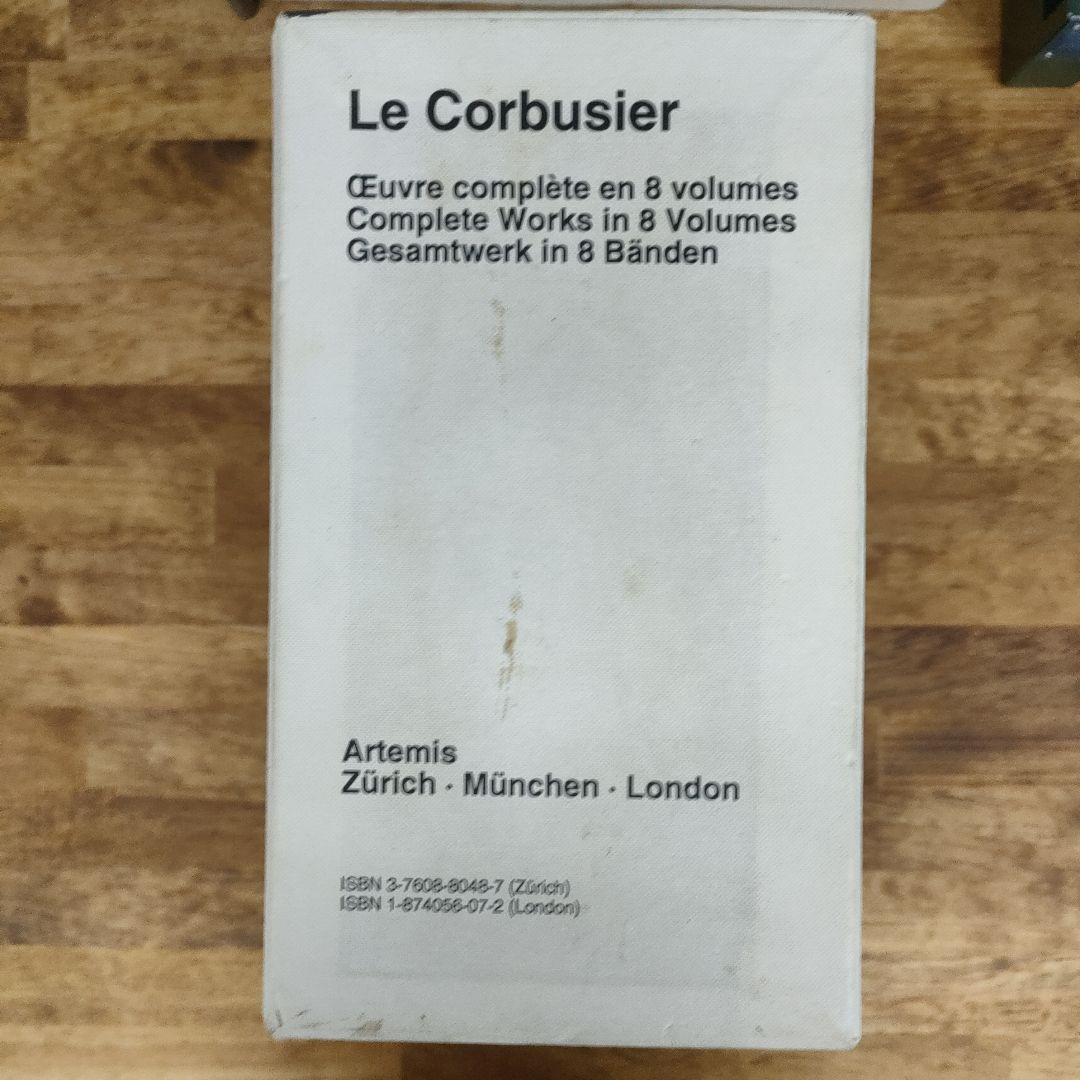 Le Corbusier
Œuvre complète en 8 volumes
Complete Works in 8 Volumes
Gesamtwerk in 8 Bänden
Artemis
Zürich · München · London
ISBN 3-7608-8048-7 (Zürich)
ISBN 1-874056-07-2 (London)